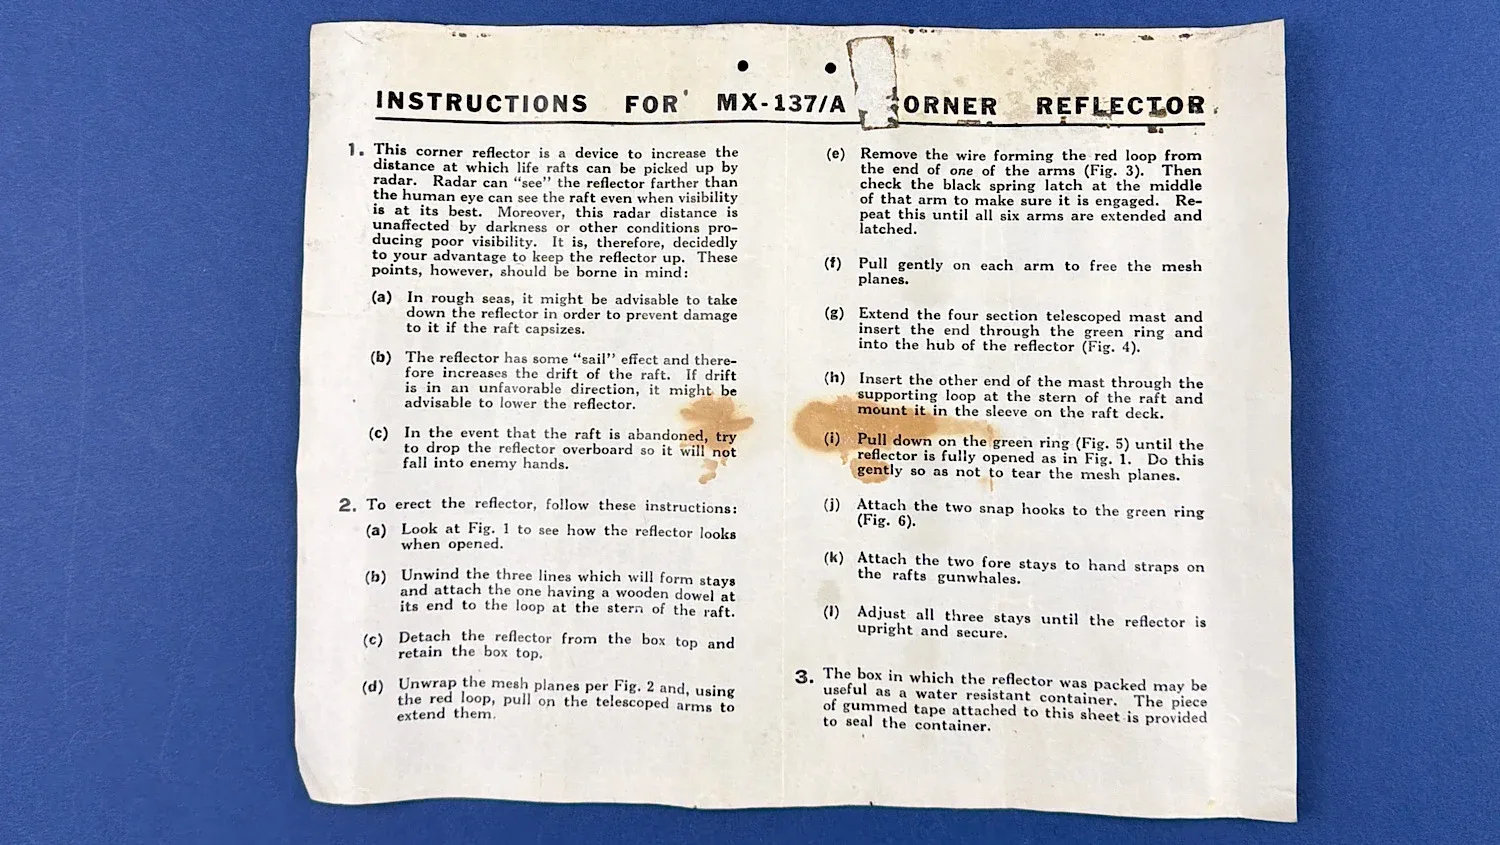 INSTRUCTIONS FOR MX-137/A ORNER REFLECTOR
1. This corner reflector is a device to increase the
distance at which life rafts can be picked up by
radar. Radar can "see" the reflector farther than
the human eye can see the raft even when visibility
is at its best. Moreover, this radar distance is
unaffected by darkness or other conditions pro-
ducing poor visibility. It is, therefore, decidedly
to your advantage to keep the reflector up. These
points, however, should be borne in mind:
(a) In rough seas, it might be advisable to take
down the reflector in order to prevent damage
to it if the raft capsizes.
(b) The reflector has some "sail" effect and there-
fore increases the drift of the raft. If drift
is in an unfavorable direction, it might be
advisable to lower the reflector.
(c) In the event that the raft is abandoned, try
to drop the reflector overboard so it will not
fall into enemy hands.
2. To erect the reflector, follow these instructions:
(a) Look at Fig. 1 to see how the reflector looks
when opened.
(b) Unwind the three lines which will form stays
and attach the one having a wooden dowel at
its end to the loop at the stern of the raft.
(c) Detach the reflector from the box top and
retain the box top.
(d) Unwrap the mesh planes per Fig. 2 and, using
the red loop, pull on the telescoped arms to
extend them.
(e) Remove the wire forming the red loop from
the end of one of the arms (Fig. 3). Then
check the black spring latch at the middle
of that arm to make sure it is engaged. Re-
peat this until all six arms are extended and
latched.
(f) Pull gently on each arm to free the mesh
planes.
(g) Extend the four section telescoped mast and
insert the end through the green ring and
into the hub of the reflector (Fig. 4).
(h) Insert the other end of the mast through the
supporting loop at the stern of the raft and
mount it in the sleeve on the raft deck.
(i) Pull down on the green ring (Fig. 5) until the
reflector is fully opened as in Fig. 1. Do this
gently so as not to tear the mesh planes.
(j) Attach the two snap hooks to the green ring
(Fig. 6).
(k) Attach the two fore stays to hand straps on
the rafts gunwhales.
(l) Adjust all three stays until the reflector is
upright and secure.
3. The box in which the reflector was packed may be
useful as a water resistant container. The piece
of gummed tape attached to this sheet is provided
to seal the container.